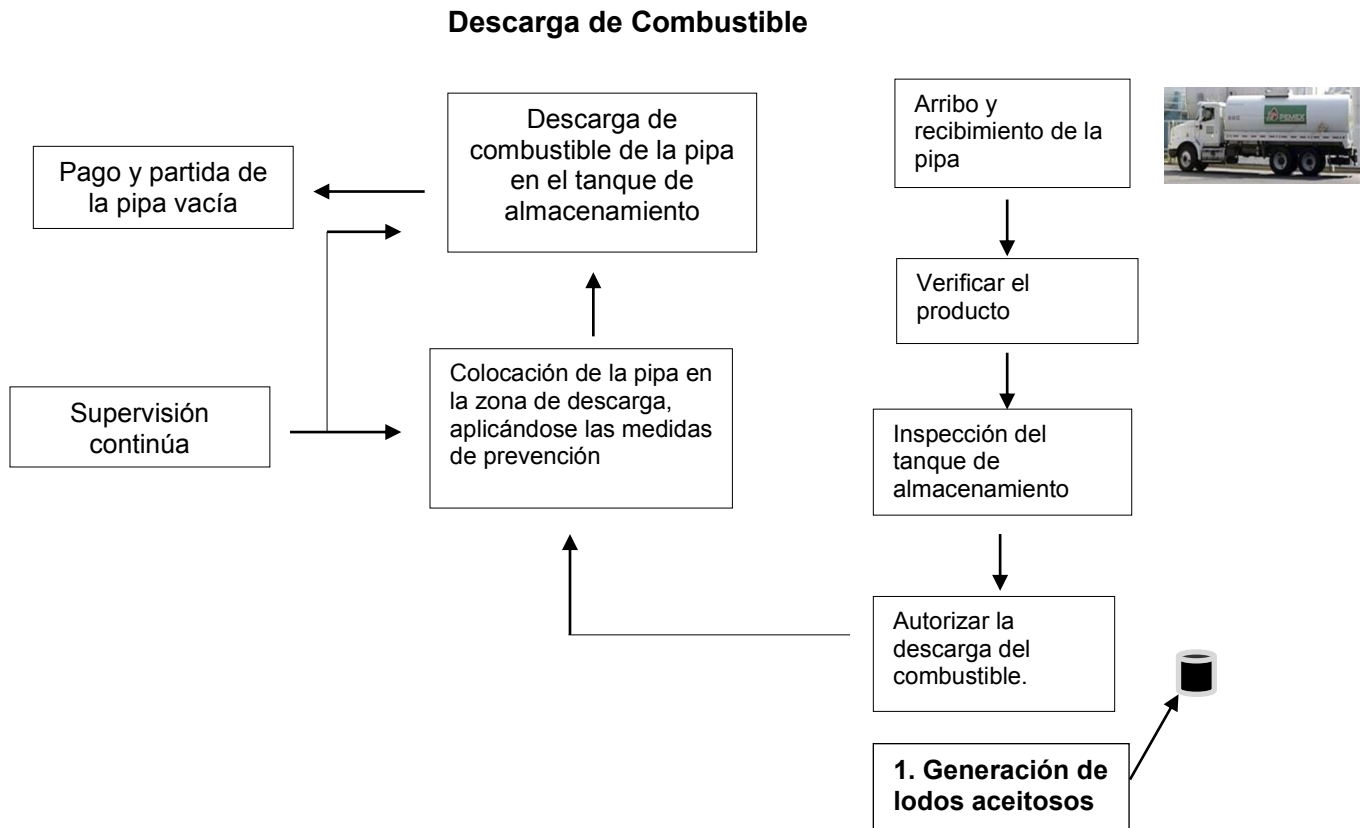 Descarga de Combustible
Arribo y
recibimiento de la
pipa
PEMEX
Verificar el
producto
Inspección del
tanque de
almacenamiento
Autorizar la
descarga del
combustible.
1. Generación de
lodos aceitosos
Colocación de la pipa en
la zona de descarga,
aplicándose las medidas
de prevención
Supervisión
continúa
Descarga de
combustible de la pipa
en el tanque de
almacenamiento
Pago y partida de
la pipa vacía